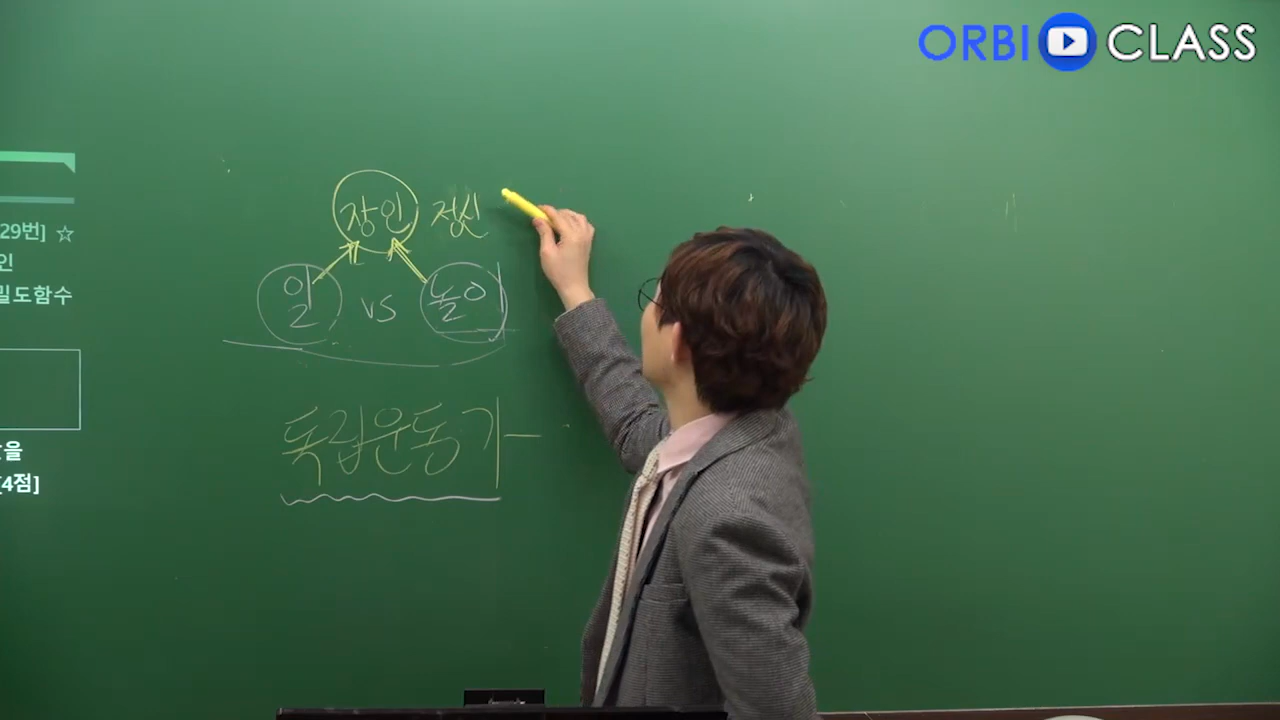 ORBI CLASS
29번] ☆
인
밀도함수
을
[4점]
장인 정신
일 vs 놀이
독립운동가